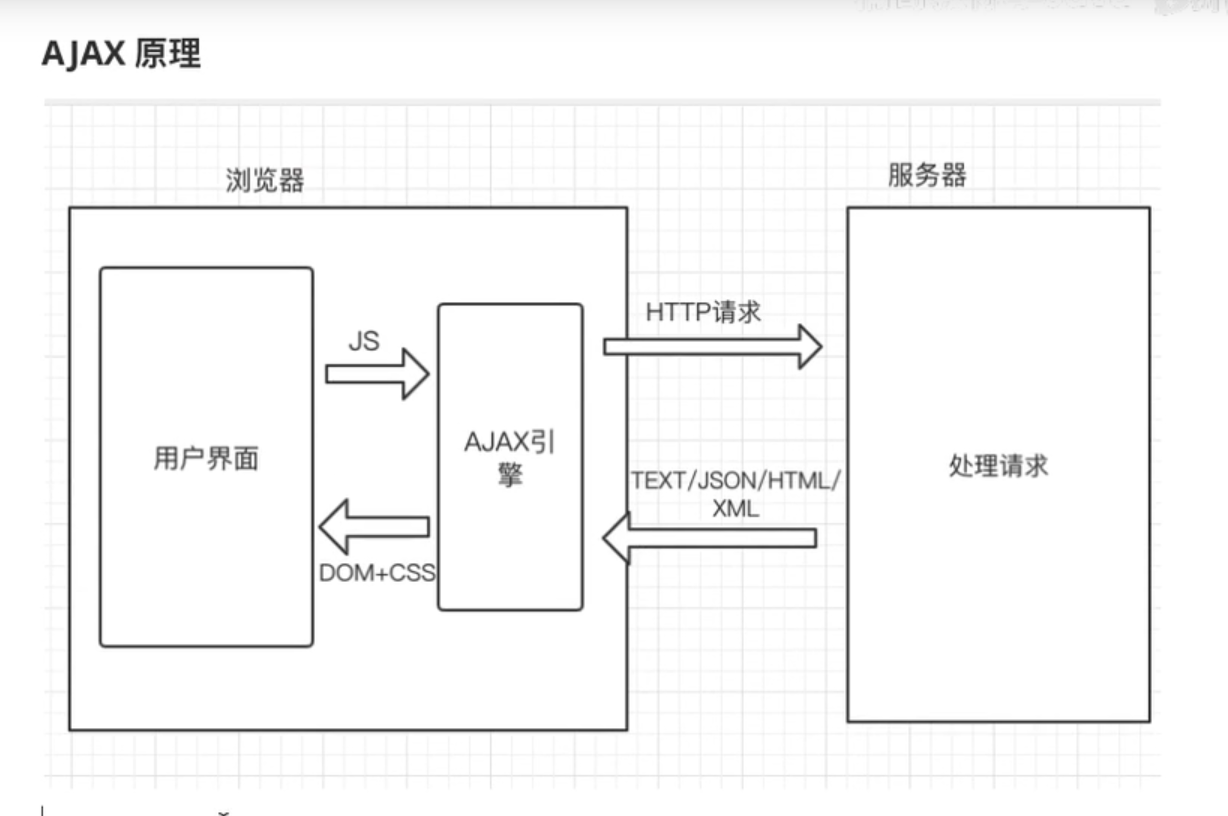 AJAX 原理
浏览器
服务器
HTTP请求
JS
用户界面
AJAX引
擎
处理请求
TEXT/JSON/HTML/
XML
DOM+CSS